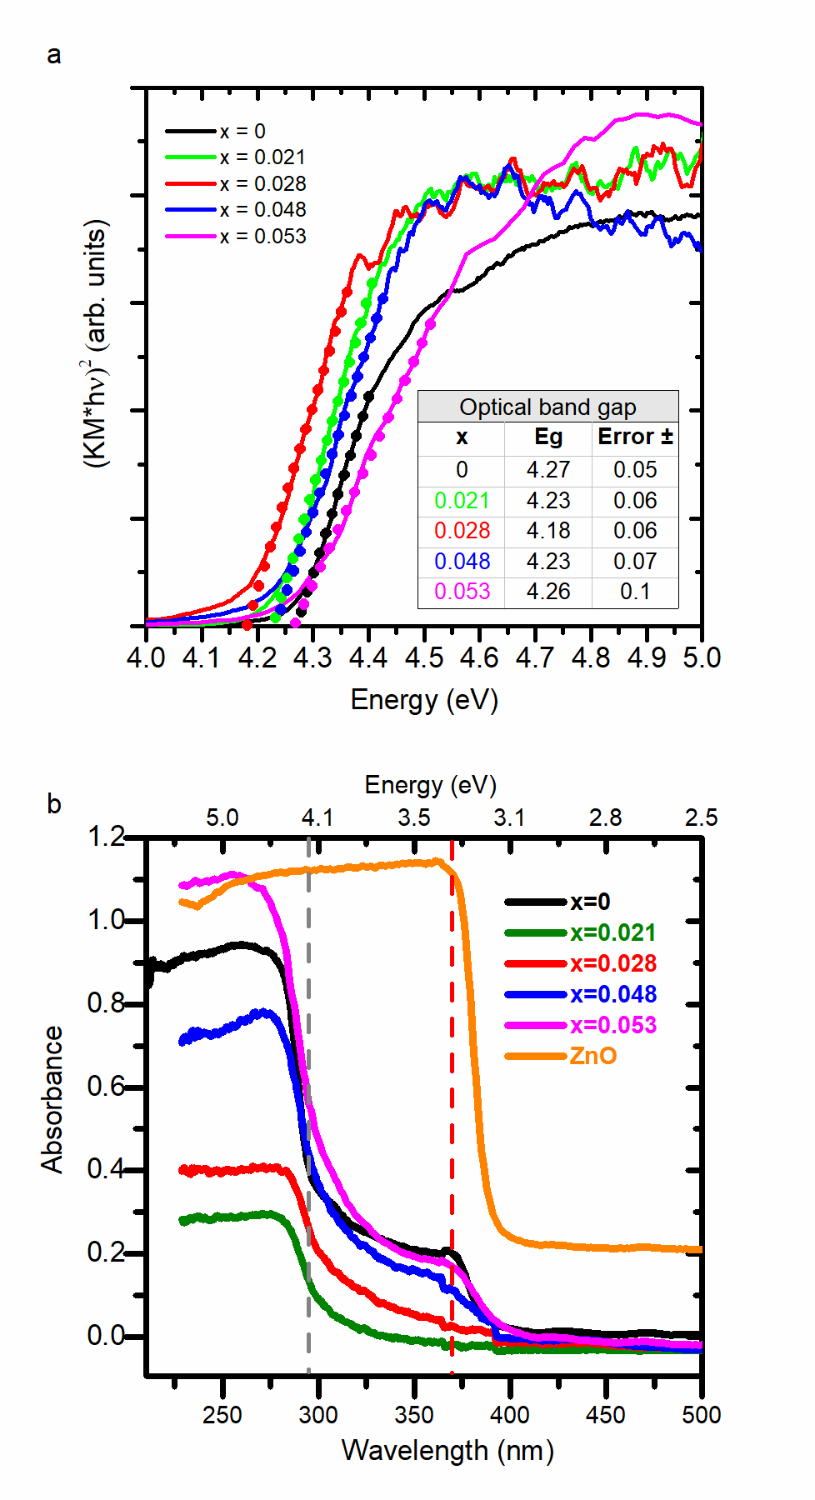 a
(KM*hν)² (arb. units)
x = 0
x = 0.021
x = 0.028
x = 0.048
x = 0.053
Optical band gap
x Eg Error ±
0 4.27 0.05
0.021 4.23 0.06
0.028 4.18 0.06
0.048 4.23 0.07
0.053 4.26 0.1
4.0 4.1 4.2 4.3 4.4 4.5 4.6 4.7 4.8 4.9 5.0
Energy (eV)
b
Energy (eV)
5.0 4.1 3.5 3.1 2.8 2.5
Absorbance
1.2
1.0
0.8
0.6
0.4
0.2
0.0
x=0
x=0.021
x=0.028
x=0.048
x=0.053
ZnO
250 300 350 400 450 500
Wavelength (nm)